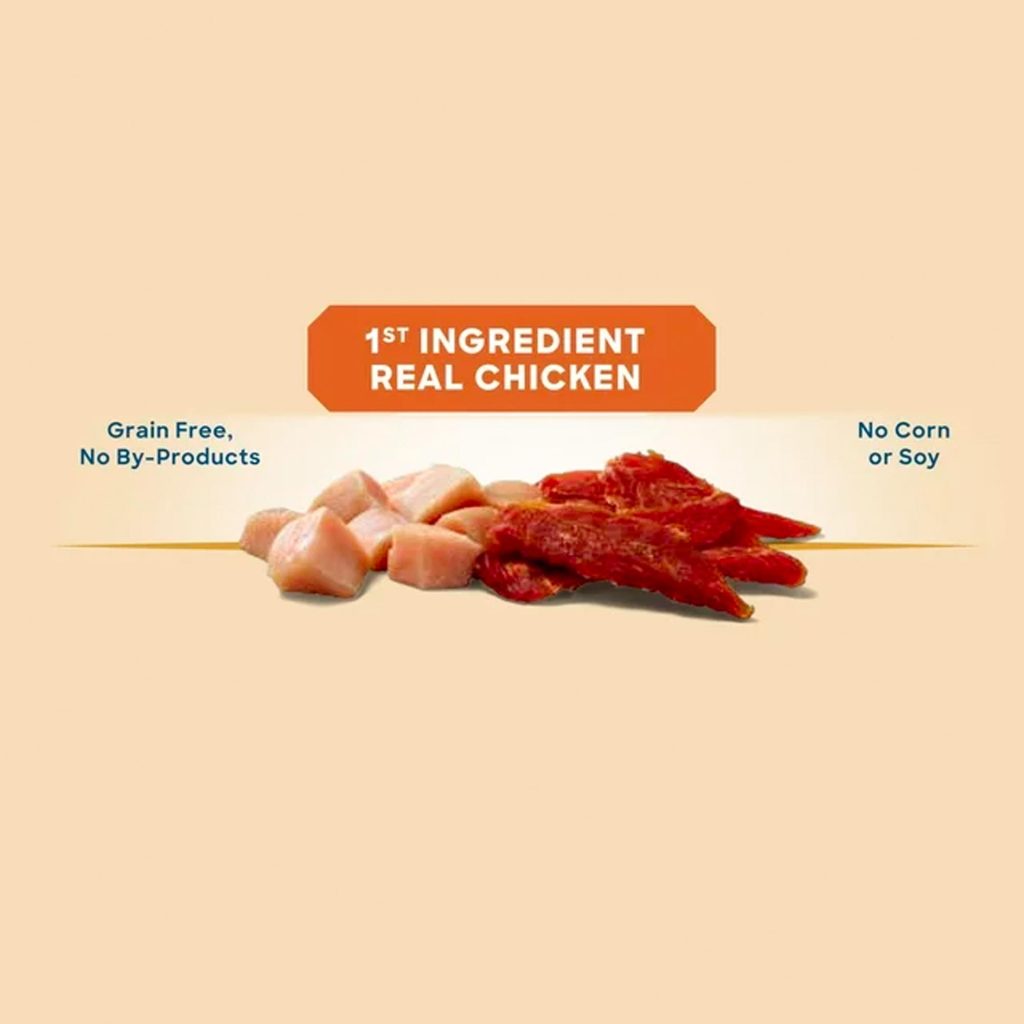 1ST INGREDIENT
REAL CHICKEN
Grain Free,
No By-Products
No Corn
or Soy